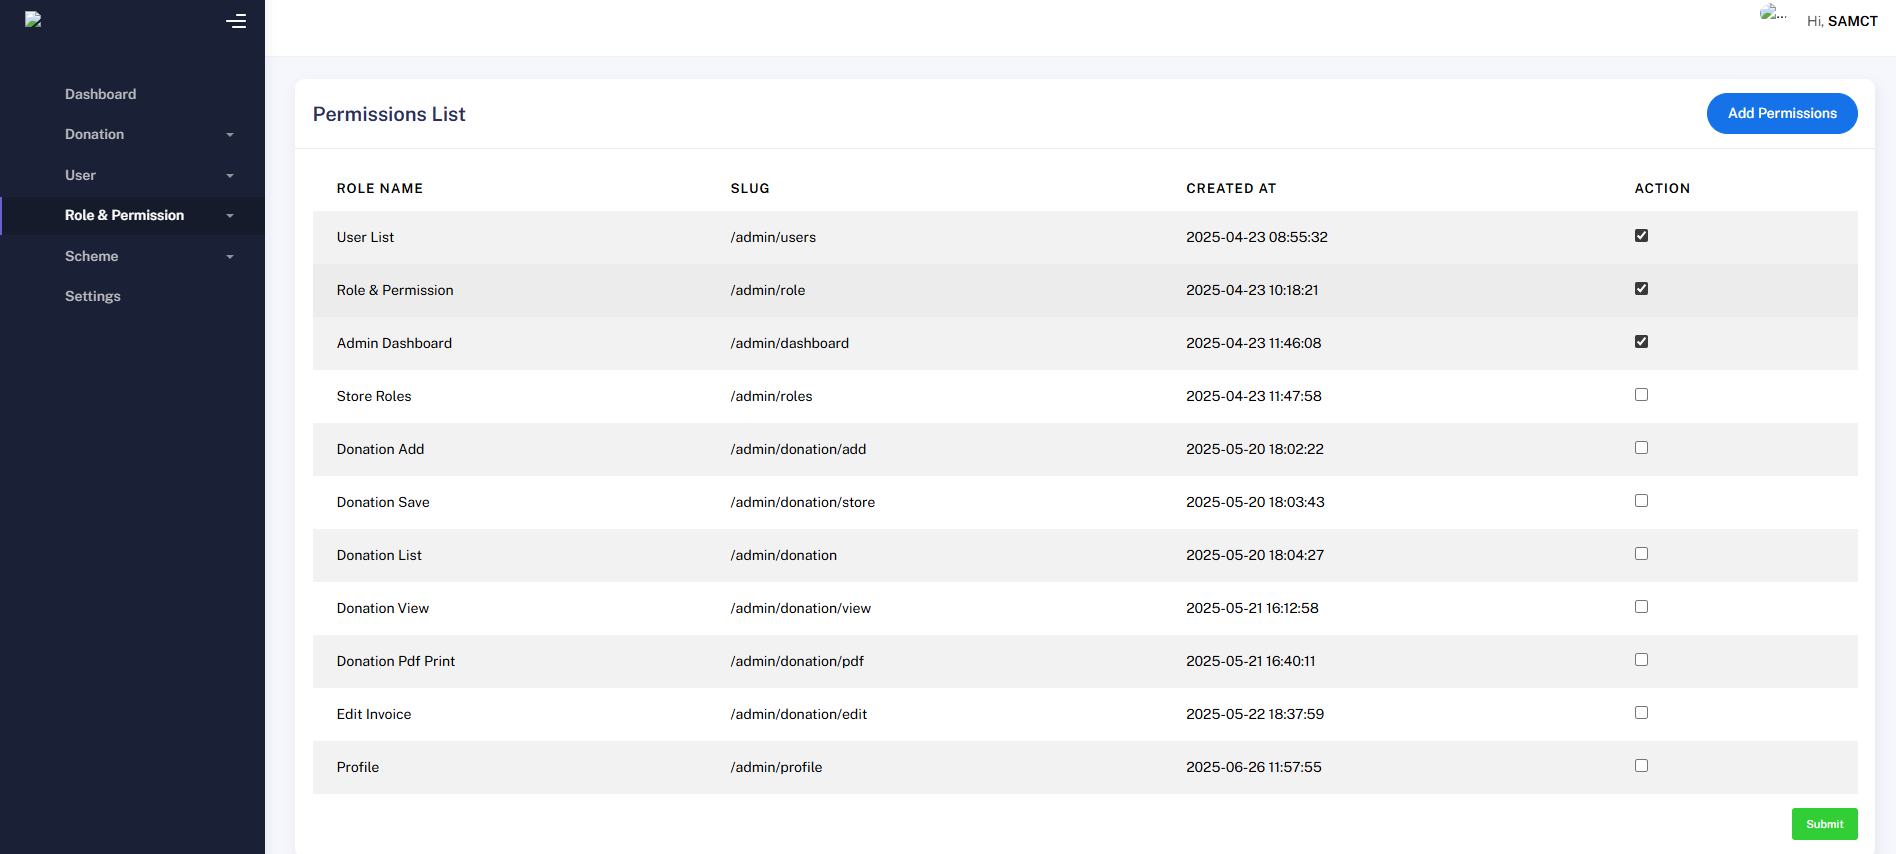 Hi, SAMCT
Dashboard
Donation
User
Role & Permission
Scheme
Settings
Permissions List
Add Permissions
ROLE NAME SLUG CREATED AT ACTION
User List /admin/users 2025-04-23 08:55:32
Role & Permission /admin/role 2025-04-23 10:18:21
Admin Dashboard /admin/dashboard 2025-04-23 11:46:08
Store Roles /admin/roles 2025-04-23 11:47:58
Donation Add /admin/donation/add 2025-05-20 18:02:22
Donation Save /admin/donation/store 2025-05-20 18:03:43
Donation List /admin/donation 2025-05-20 18:04:27
Donation View /admin/donation/view 2025-05-21 16:12:58
Donation Pdf Print /admin/donation/pdf 2025-05-21 16:40:11
Edit Invoice /admin/donation/edit 2025-05-22 18:37:59
Profile /admin/profile 2025-06-26 11:57:55
Submit